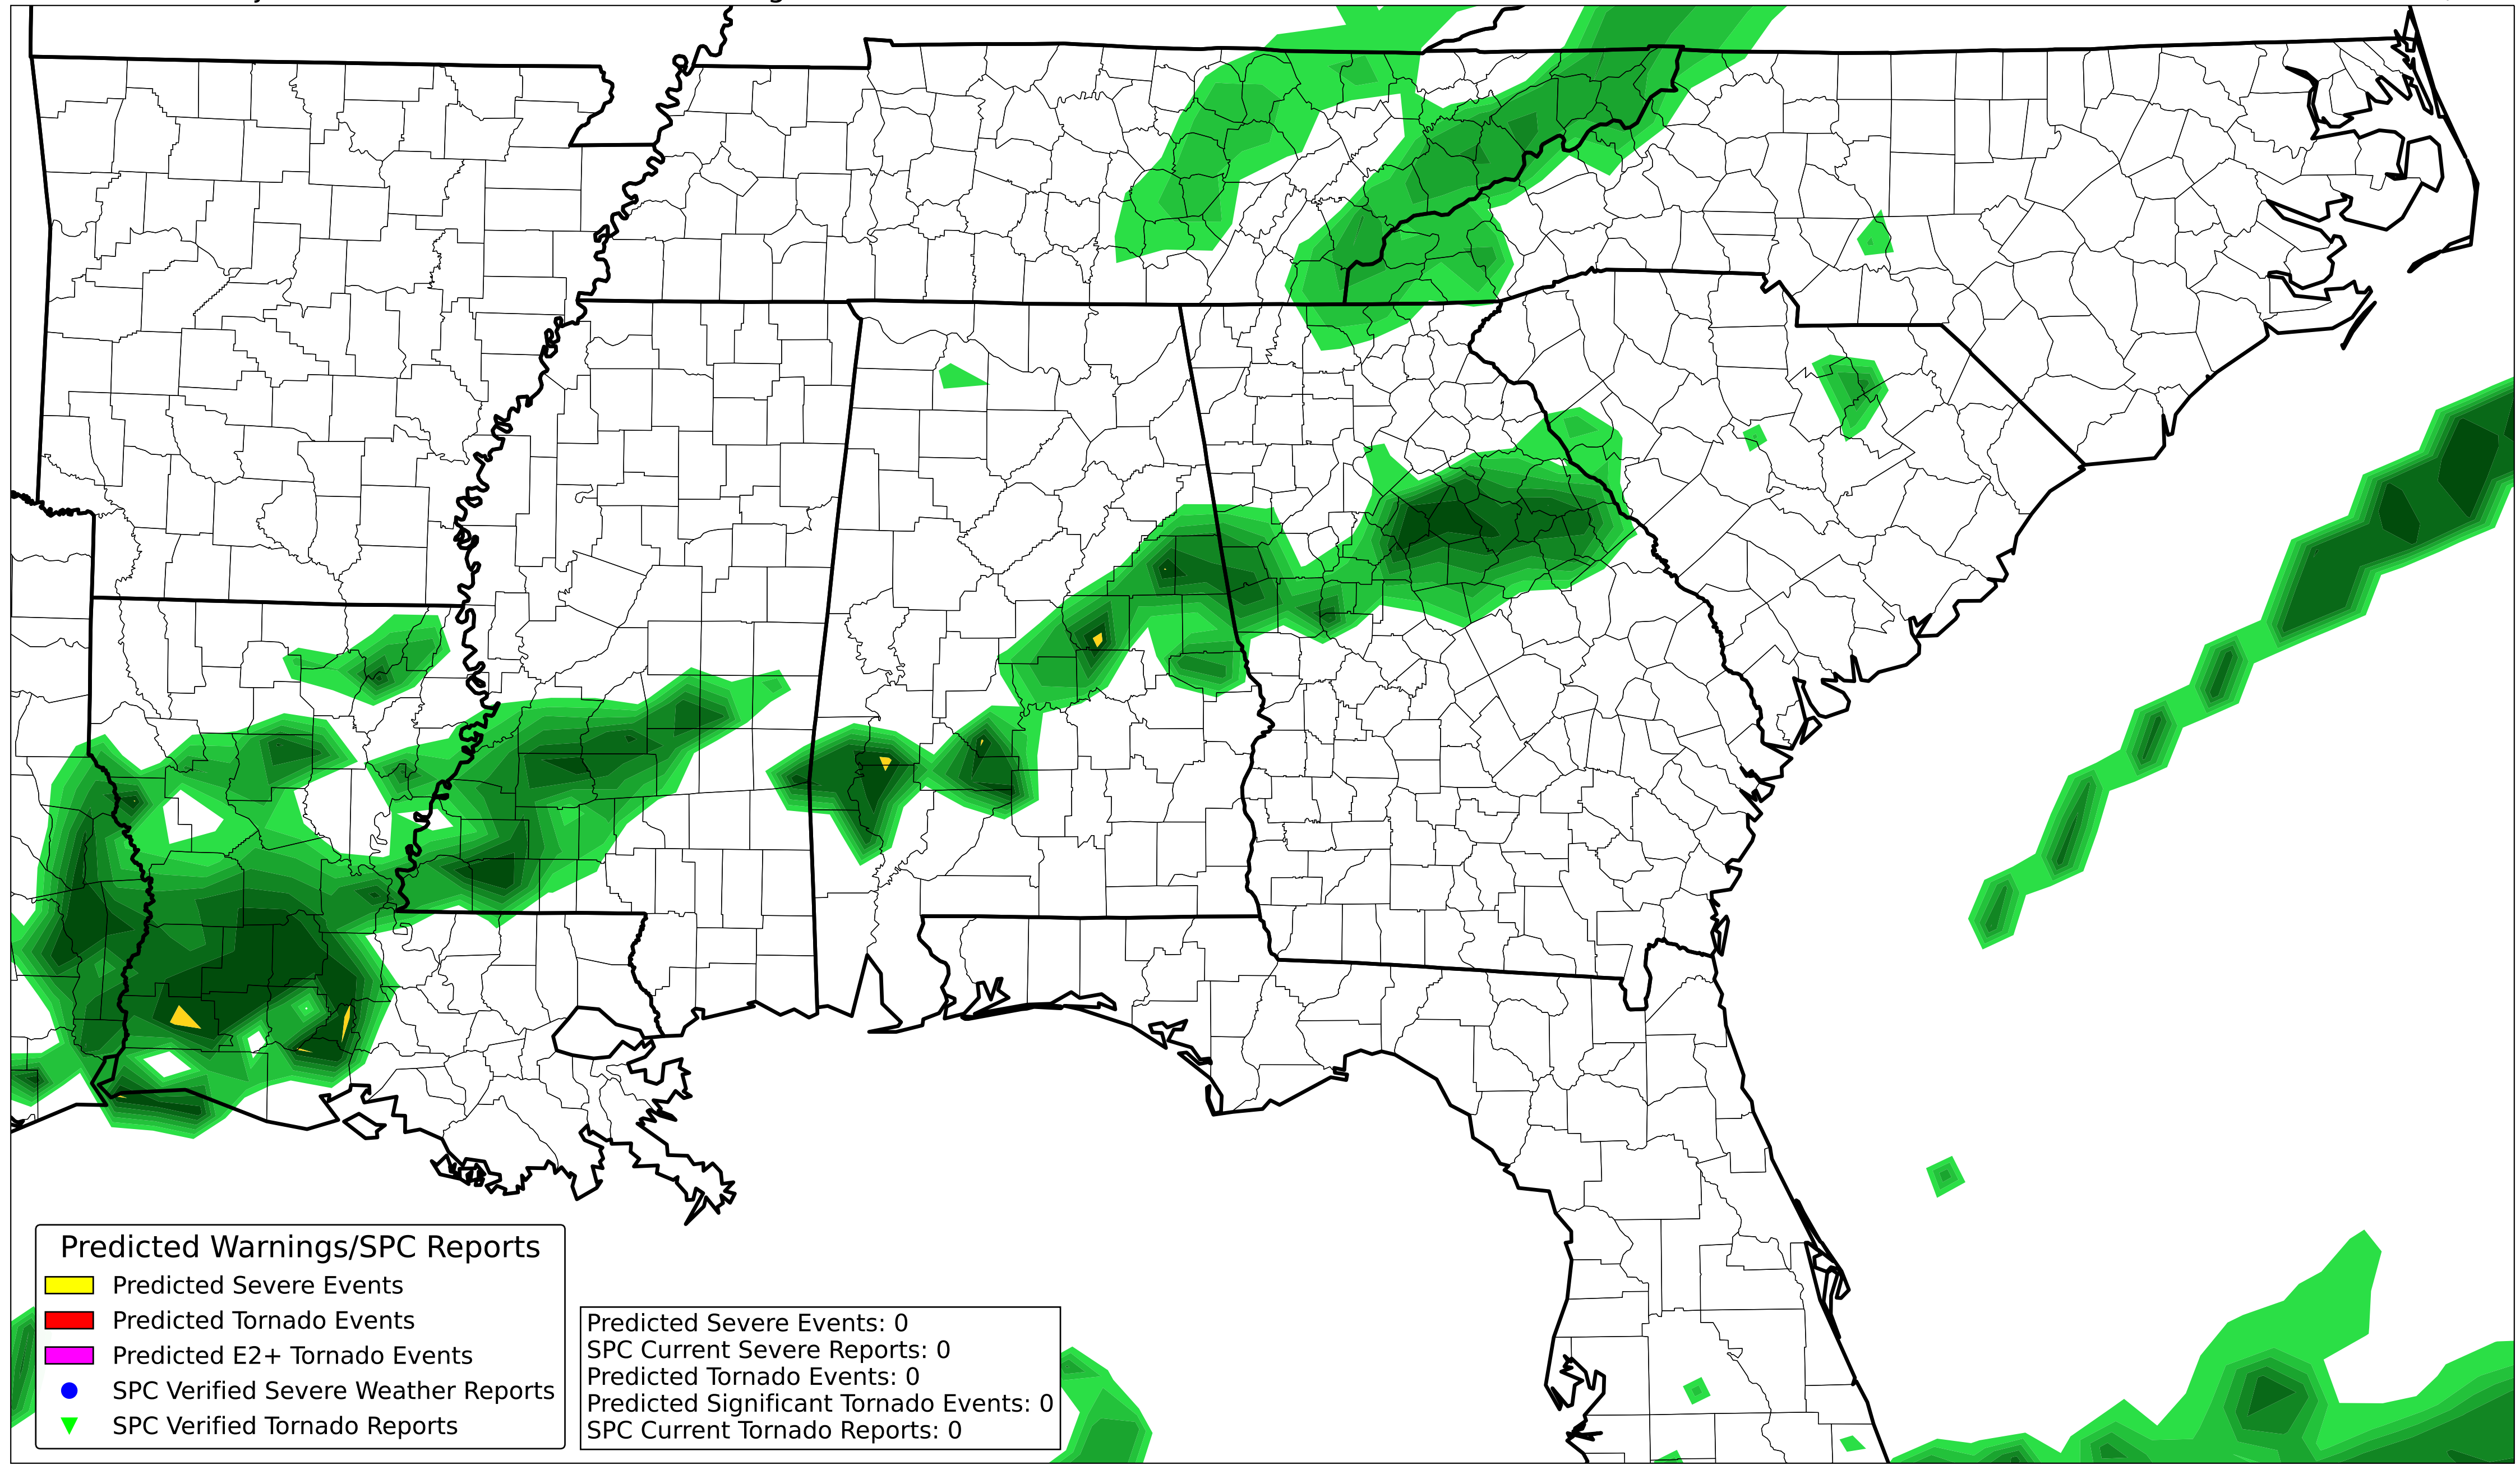 Predicted Warnings/SPC Reports
Predicted Severe Events
Predicted Tornado Events
Predicted E2+ Tornado Events
SPC Verified Severe Weather Reports
SPC Verified Tornado Reports
Predicted Severe Events: 0
SPC Current Severe Reports: 0
Predicted Tornado Events: 0
Predicted Significant Tornado Events: 0
SPC Current Tornado Reports: 0